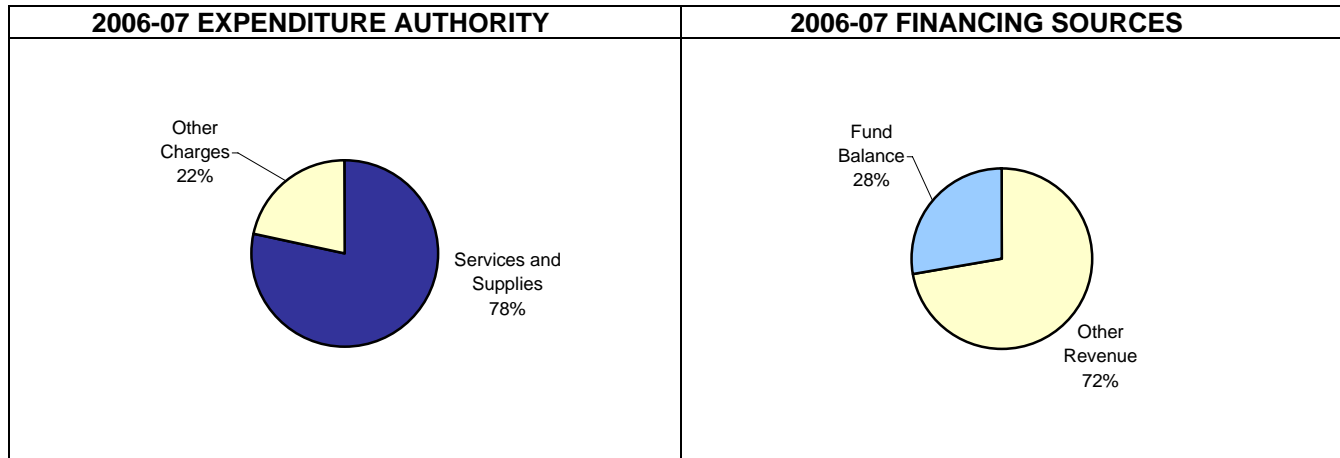 2006-07 EXPENDITURE AUTHORITY
Other
Charges
22%
Services and
Supplies
78%
2006-07 FINANCING SOURCES
Fund
Balance
28%
Other
Revenue
72%